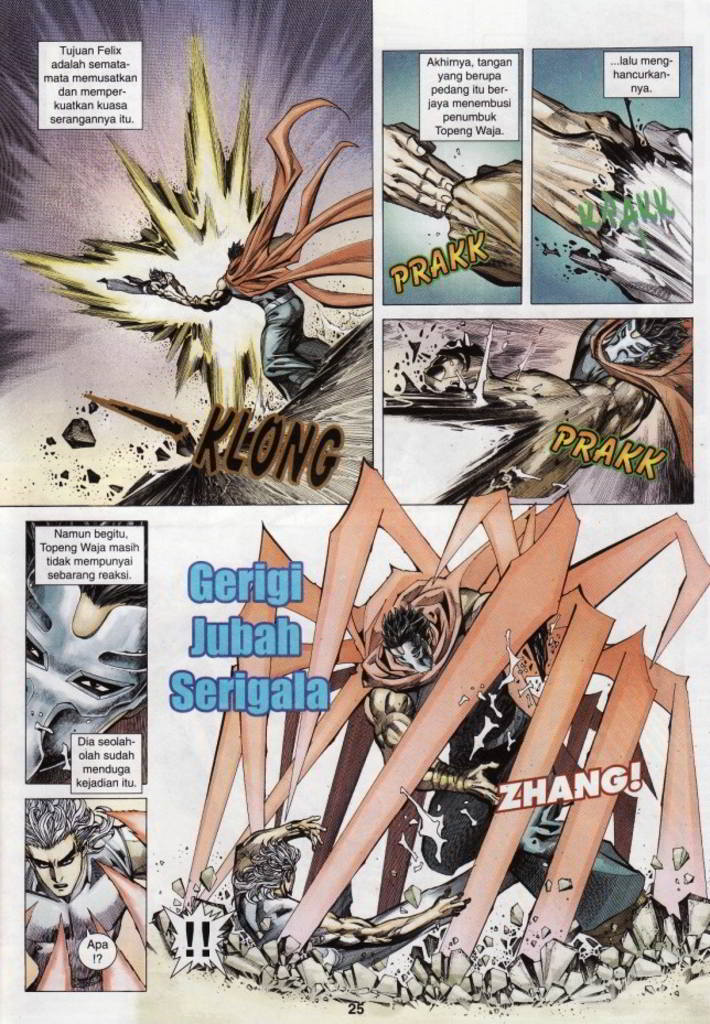 Tujuan Felix
adalah semata-
mata memusatkan
dan memper-
kuatkan kuasa
serangannya itu.
KLONG
Akhirnya, tangan
yang berupa
pedang itu ber-
jaya menembusi
penumbuk
Topeng Waja.
PRAKK
...lalu meng-
hancurkan-
nya.
KRAKK
PRAKK
Namun begitu,
Topeng Waja masih
tidak mempunyai
sebarang reaksi.
Dia seolah-
olah sudah
menduga
kejadian itu.
Apa
!?
Gerigi
Jubah
Serigala
ZHANG!
!!
25